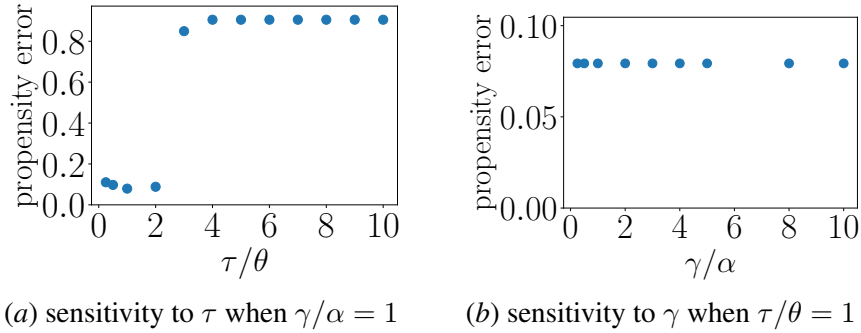 propensity error
0.8
0.6
0.4
0.2
0.0
0 2 4 6 8 10
τ/θ
(a) sensitivity to τ when γ/α = 1
propensity error
0.10
0.05
0.00
0 2 4 6 8 10
γ/α
(b) sensitivity to γ when τ/θ = 1